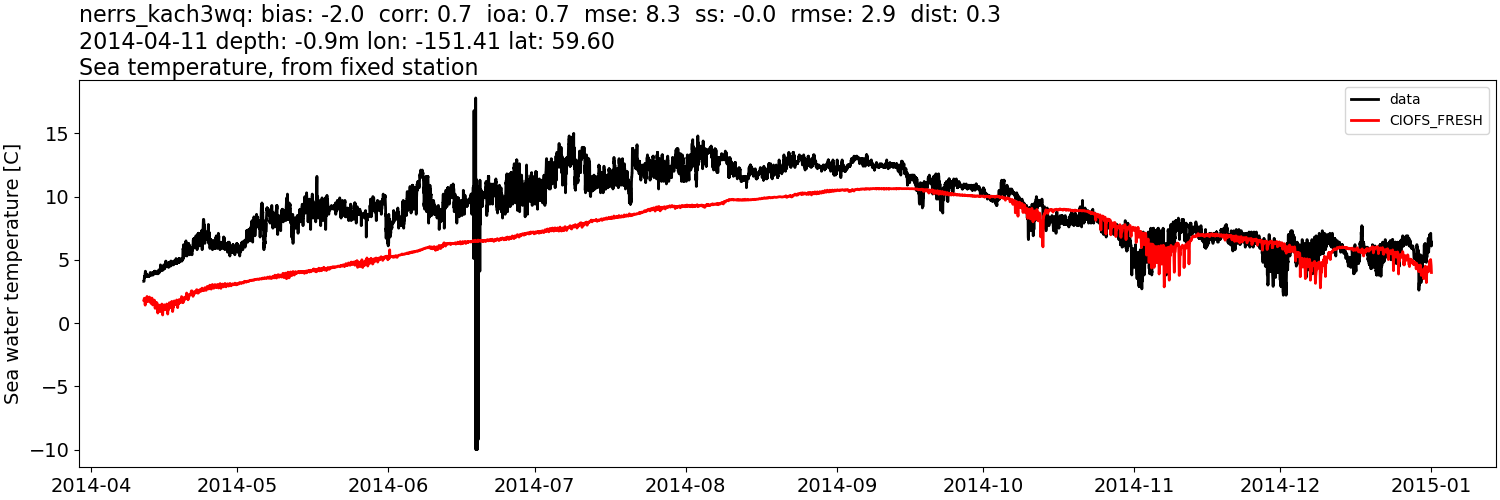 nerrs_kach3wq: bias: -2.0  corr: 0.7  ioa: 0.7  mse: 8.3  ss: -0.0  rmse: 2.9  dist: 0.3
2014-04-11 depth: -0.9m lon: -151.41 lat: 59.60
Sea temperature, from fixed station
data
CIOFS_FRESH
Sea water temperature [C]
15
10
5
0
−5
−10
2014-04 2014-05 2014-06 2014-07 2014-08 2014-09 2014-10 2014-11 2014-12 2015-01